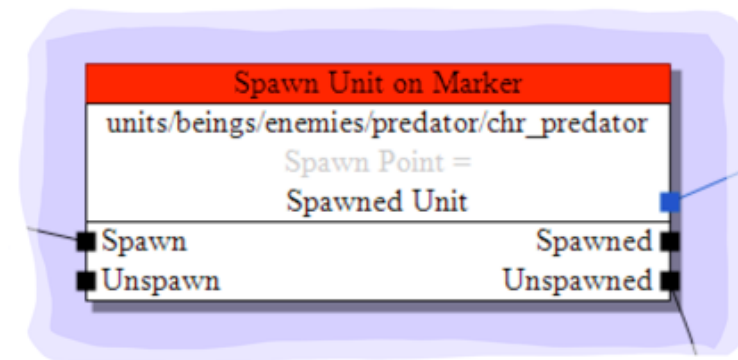 Spawn Unit on Marker
units/beings/enemies/predator/chr_predator
Spawn Point =
Spawned Unit
Spawn Spawned
Unspawn Unspawned